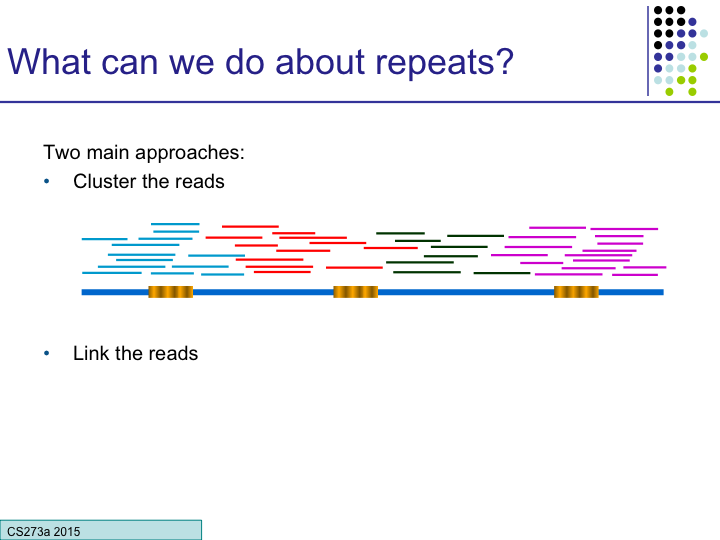 What can we do about repeats?
Two main approaches:
• Cluster the reads
• Link the reads
CS273a 2015